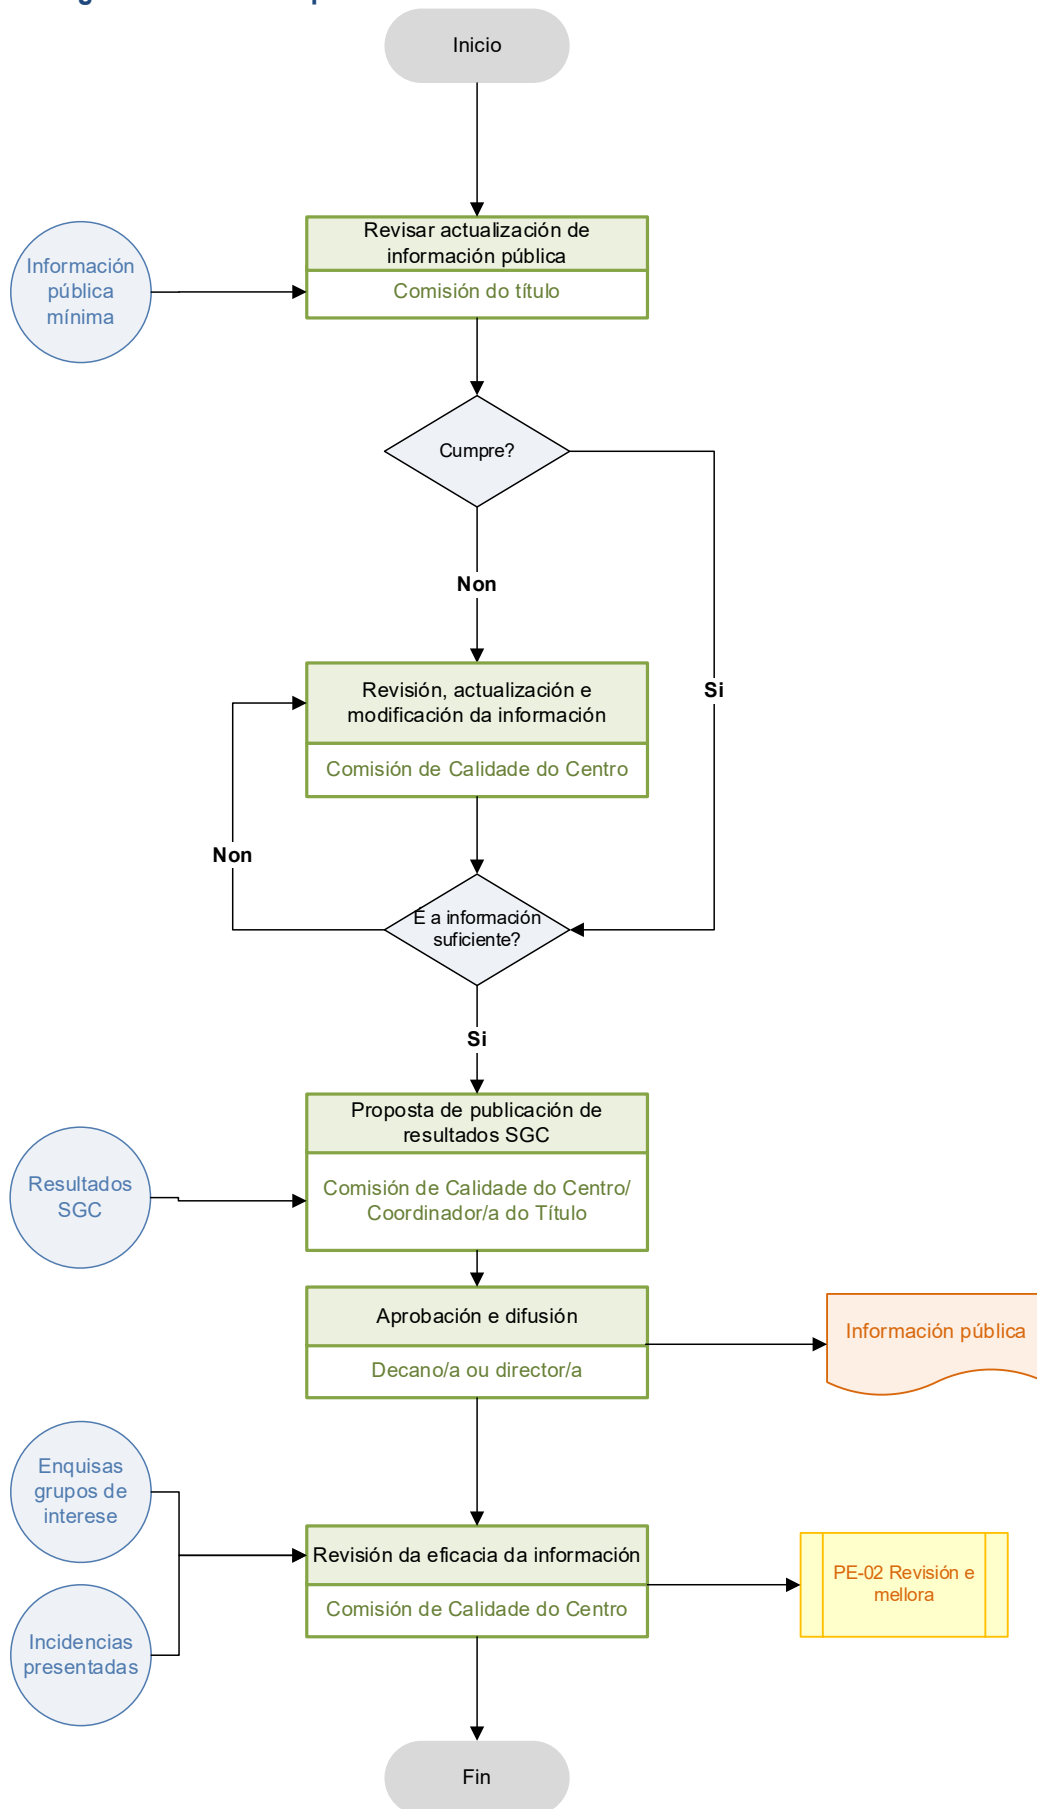 Inicio
Revisar actualización de
información pública
Comisión do título
Información
pública
mínima
Cumpre?
Non
Si
Revisión, actualización e
modificación da información
Comisión de Calidade do Centro
Non
É a información
suficiente?
Si
Proposta de publicación de
resultados SGC
Comisión de Calidade do Centro/
Coordinador/a do Título
Resultados
SGC
Aprobación e difusión
Decano/a ou director/a
Información pública
Enquisas
grupos de
interese
Revisión da eficacia da información
Comisión de Calidade do Centro
PE-02 Revisión e
mellora
Incidencias
presentadas
Fin